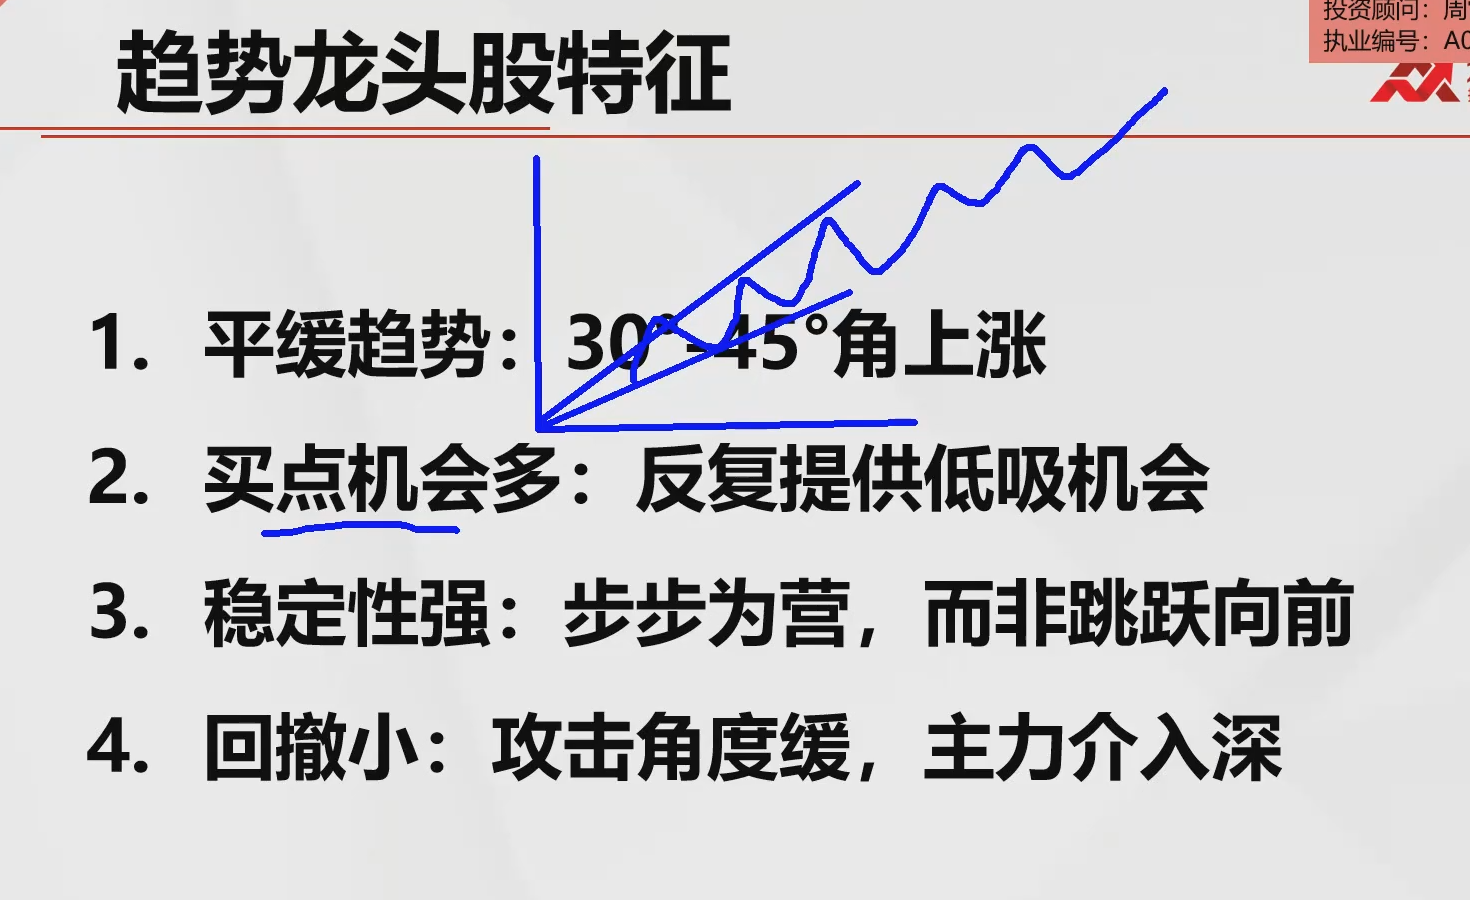 投资顾问：周
执业编号：A0
趋势龙头股特征
1. 平缓趋势：30°-45°角上涨
2. 买点机会多：反复提供低吸机会
3. 稳定性强：步步为营，而非跳跃向前
4. 回撤小：攻击角度缓，主力介入深